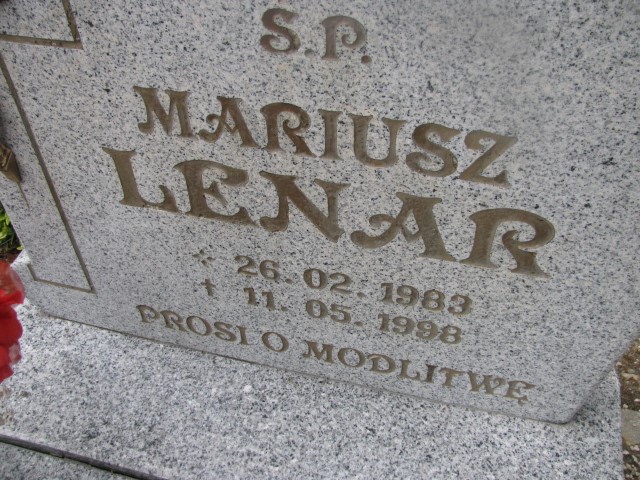 S.P.
MARIUSZ
LENAR
* 26. 02. 1983
† 11. 05. 1998
PROSI O MODLITWĘ